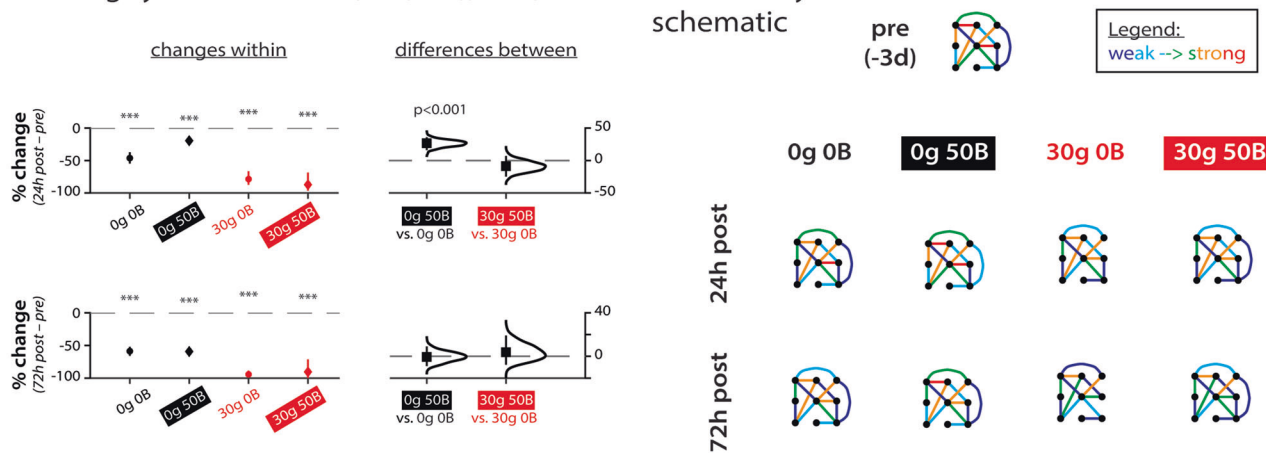 schematic
changes within
differences between
pre
(-3d)
Legend:
weak --> strong
% change
(24h post – pre)
0
-50
-100
***
***
***
***
0g 0B
0g 50B
30g 0B
30g 50B
p<0.001
50
0
-50
0g 50B
vs. 0g 0B
30g 50B
vs. 30g 0B
% change
(72h post – pre)
0
-50
-100
***
***
***
***
0g 0B
0g 50B
30g 0B
30g 50B
40
0
0g 50B
vs. 0g 0B
30g 50B
vs. 30g 0B
0g 0B
0g 50B
30g 0B
30g 50B
24h post
72h post